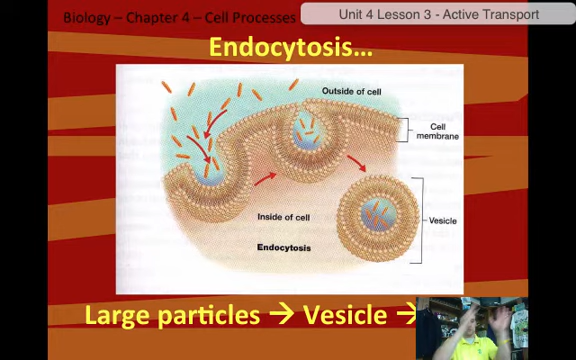 Biology – Chapter 4 – Cell Processes
Unit 4 Lesson 3 - Active Transport
Endocytosis...
Outside of cell
Cell
membrane
Inside of cell
Vesicle
Endocytosis
Large particles → Vesicle →